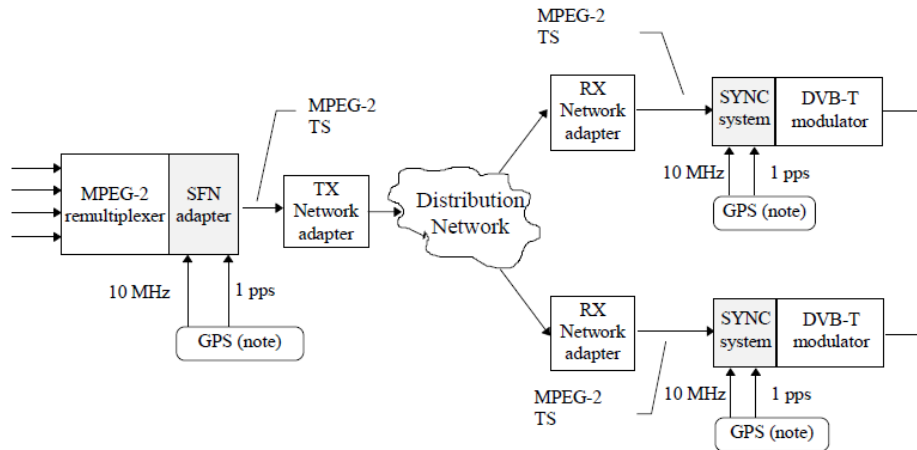 MPEG-2
TS
MPEG-2
remultiplexer
SFN
adapter
10 MHz
1 pps
GPS (note)
TX
Network
adapter
Distribution
Network
MPEG-2
TS
RX
Network
adapter
SYNC
system
DVB-T
modulator
10 MHz
1 pps
GPS (note)
RX
Network
adapter
MPEG-2
TS
SYNC
system
DVB-T
modulator
10 MHz
1 pps
GPS (note)